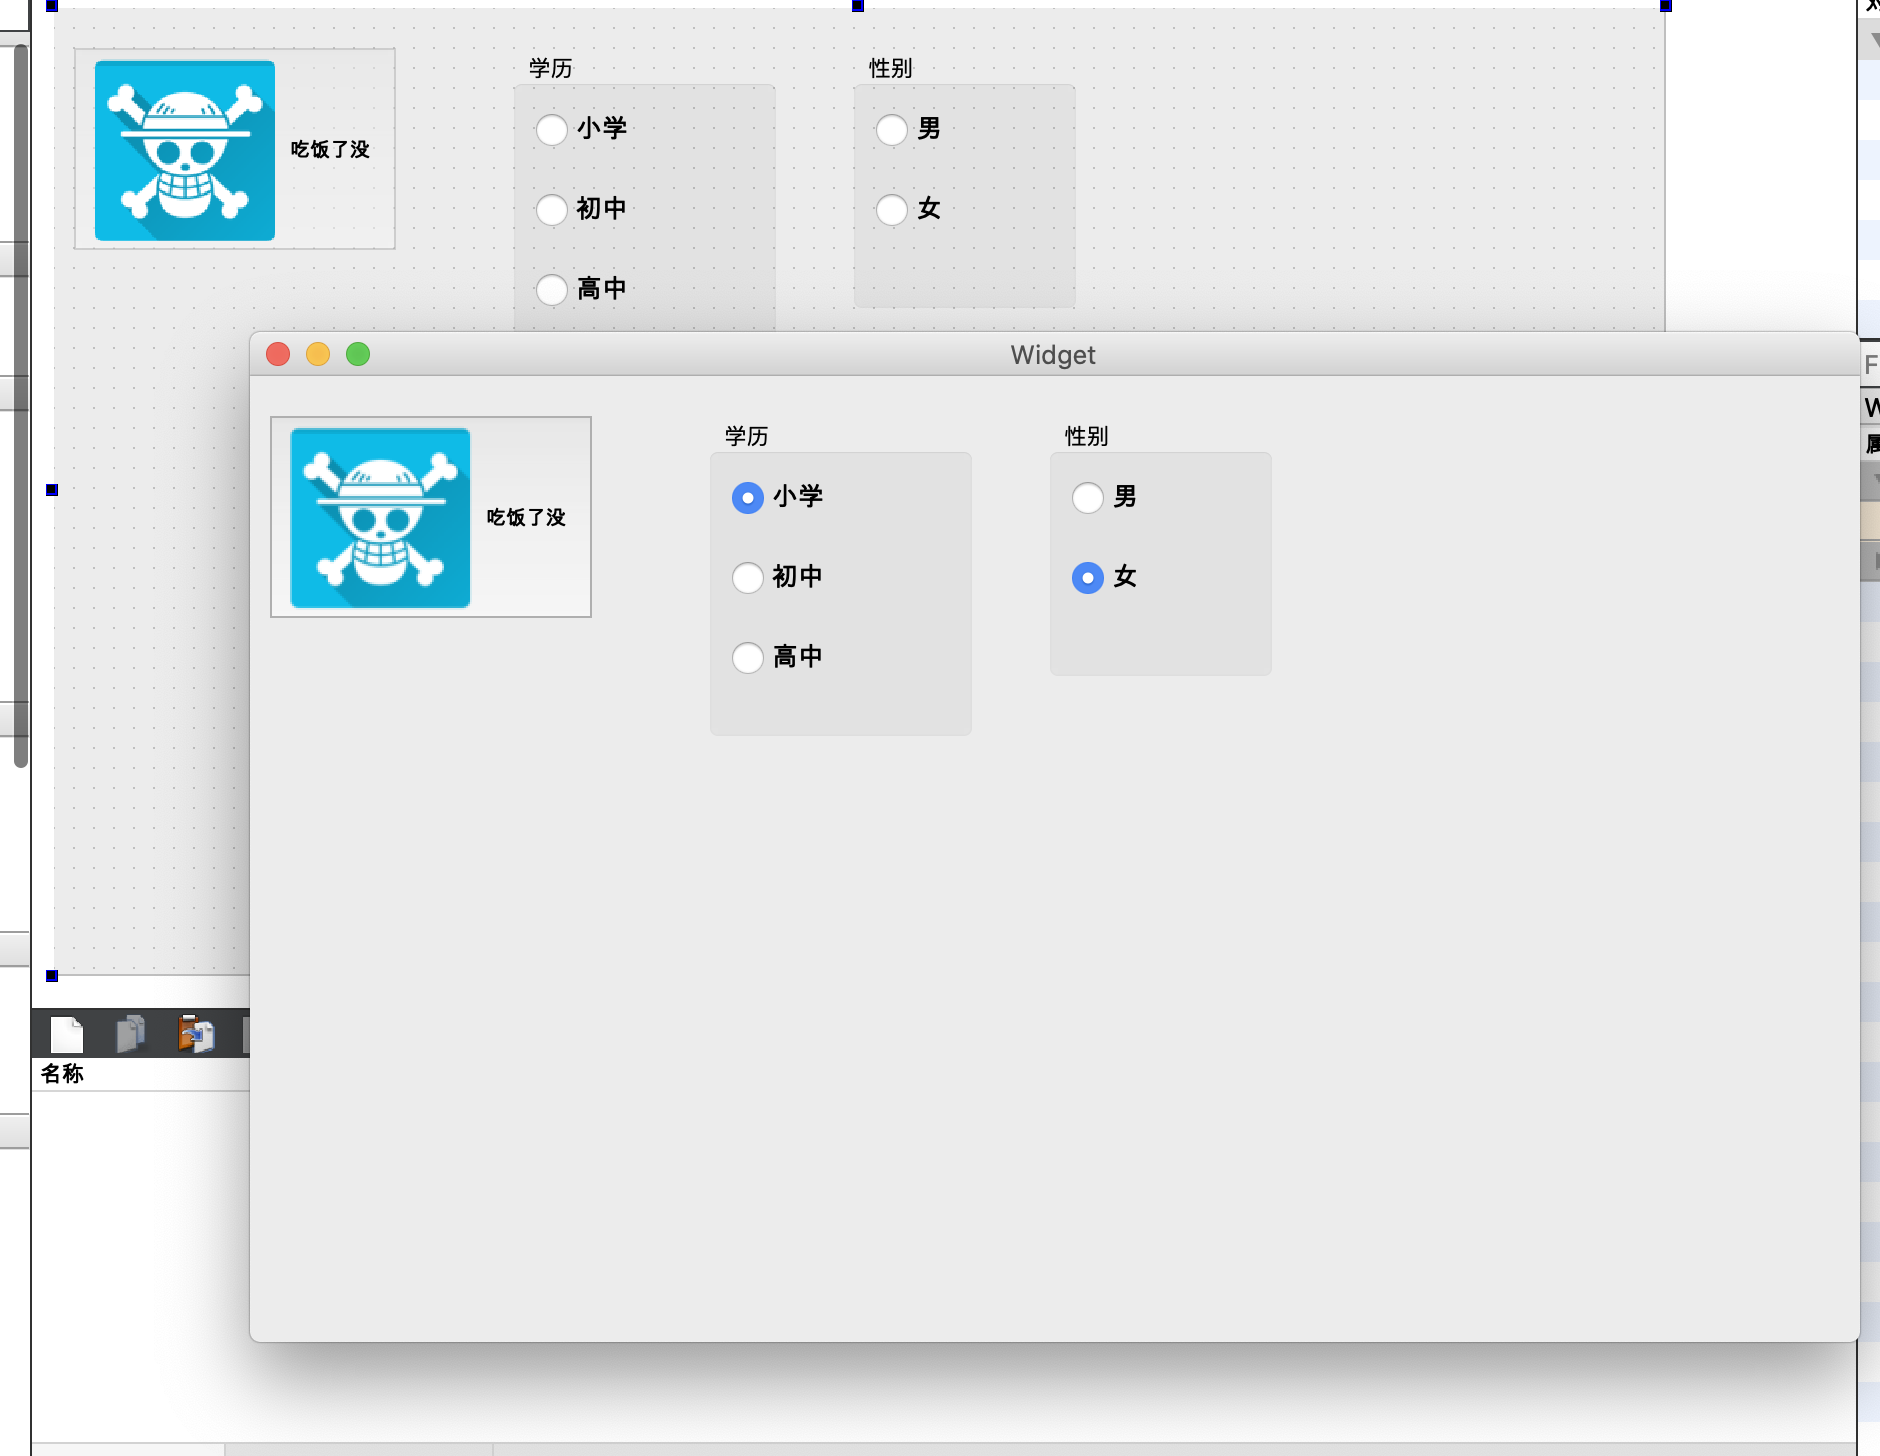 学历
性别
小学
男
吃饭了没
初中
女
高中
Widget
学历
性别
小学
男
吃饭了没
初中
女
高中
名称